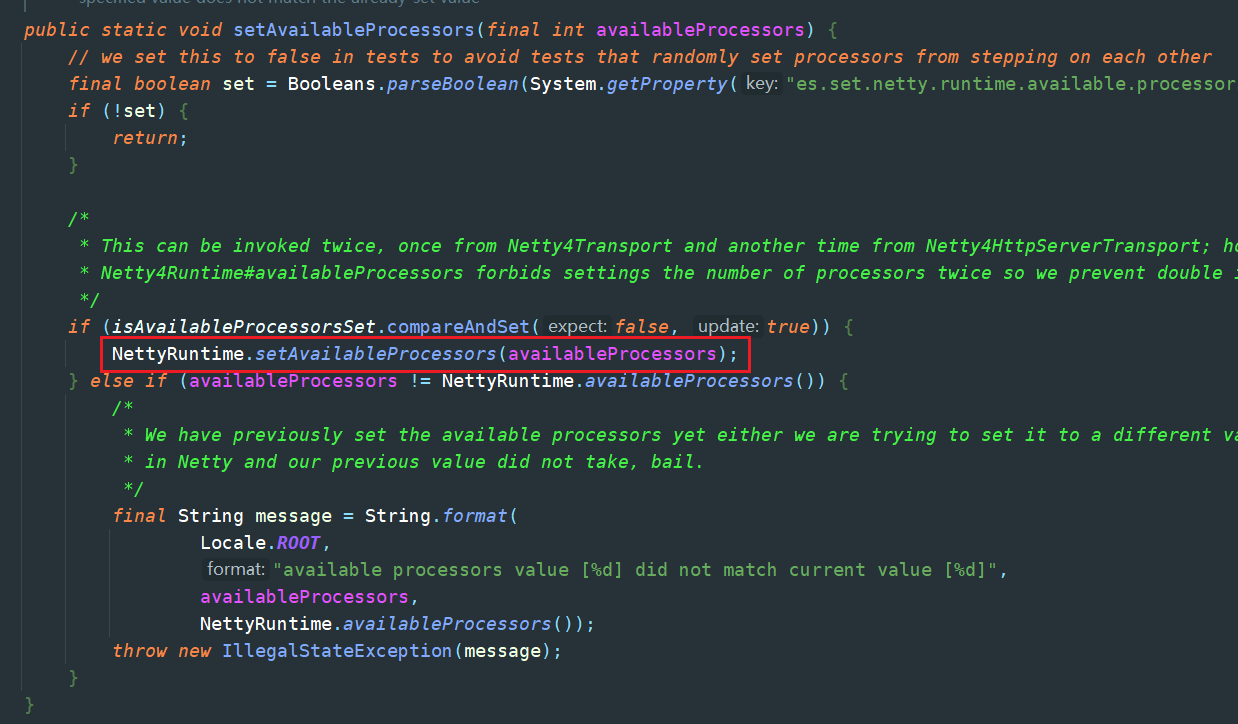 specified value does not match the already-set value
public static void setAvailableProcessors(final int availableProcessors) {
// we set this to false in tests to avoid tests that randomly set processors from stepping on each other
final boolean set = Booleans.parseBoolean(System.getProperty( key: "es.set.netty.runtime.available.processor
if (!set) {
return;
}
/*
* This can be invoked twice, once from Netty4Transport and another time from Netty4HttpServerTransport; ho
* Netty4Runtime#availableProcessors forbids settings the number of processors twice so we prevent double i
*/
if (isAvailableProcessorsSet.compareAndSet( expect: false, update: true)) {
NettyRuntime.setAvailableProcessors(availableProcessors);
} else if (availableProcessors != NettyRuntime.availableProcessors()) {
/*
* We have previously set the available processors yet either we are trying to set it to a different va
* in Netty and our previous value did not take, bail.
*/
final String message = String.format(
Locale.ROOT,
format: "available processors value [%d] did not match current value [%d]",
availableProcessors,
NettyRuntime.availableProcessors());
throw new IllegalStateException(message);
}
}